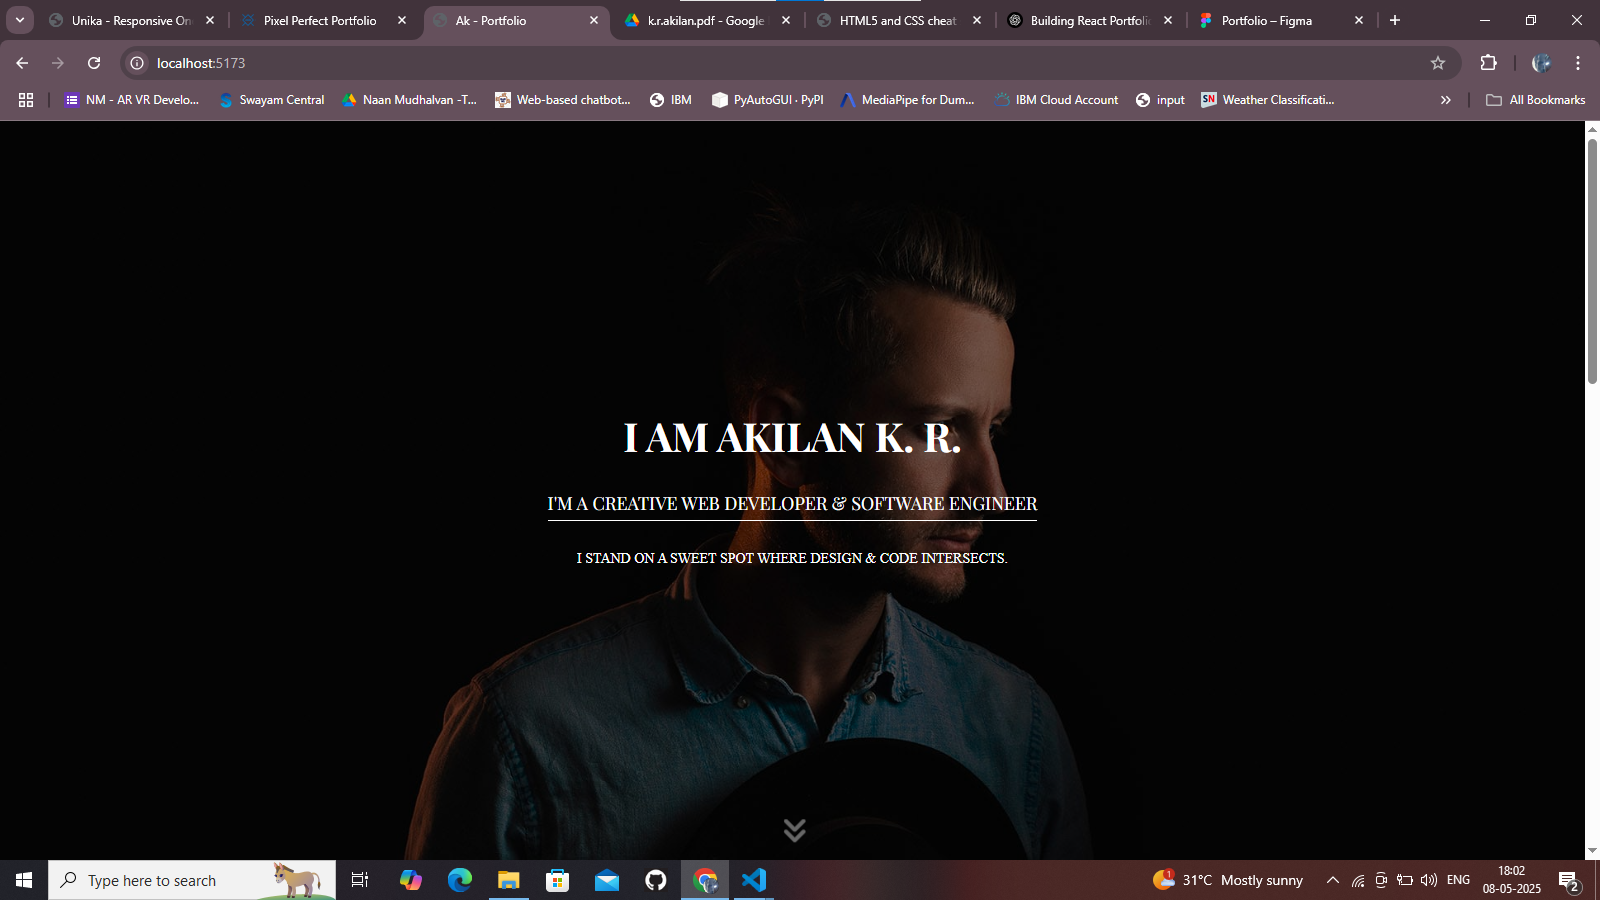 Unika - Responsive On
Pixel Perfect Portfolio
Ak - Portfolio
k.r.akilan.pdf - Google
HTML5 and CSS cheat
Building React Portfoli
Portfolio – Figma
localhost:5173
NM - AR VR Develo...
Swayam Central
Naan Mudhalvan -T...
Web-based chatbot...
IBM
PyAutoGUI · PyPI
MediaPipe for Dum...
IBM Cloud Account
input
SN
Weather Classificati...
All Bookmarks
I AM AKILAN K. R.
I'M A CREATIVE WEB DEVELOPER & SOFTWARE ENGINEER
I STAND ON A SWEET SPOT WHERE DESIGN & CODE INTERSECTS.
Type here to search
1
31°C Mostly sunny
ENG
18:02
08-05-2025
2